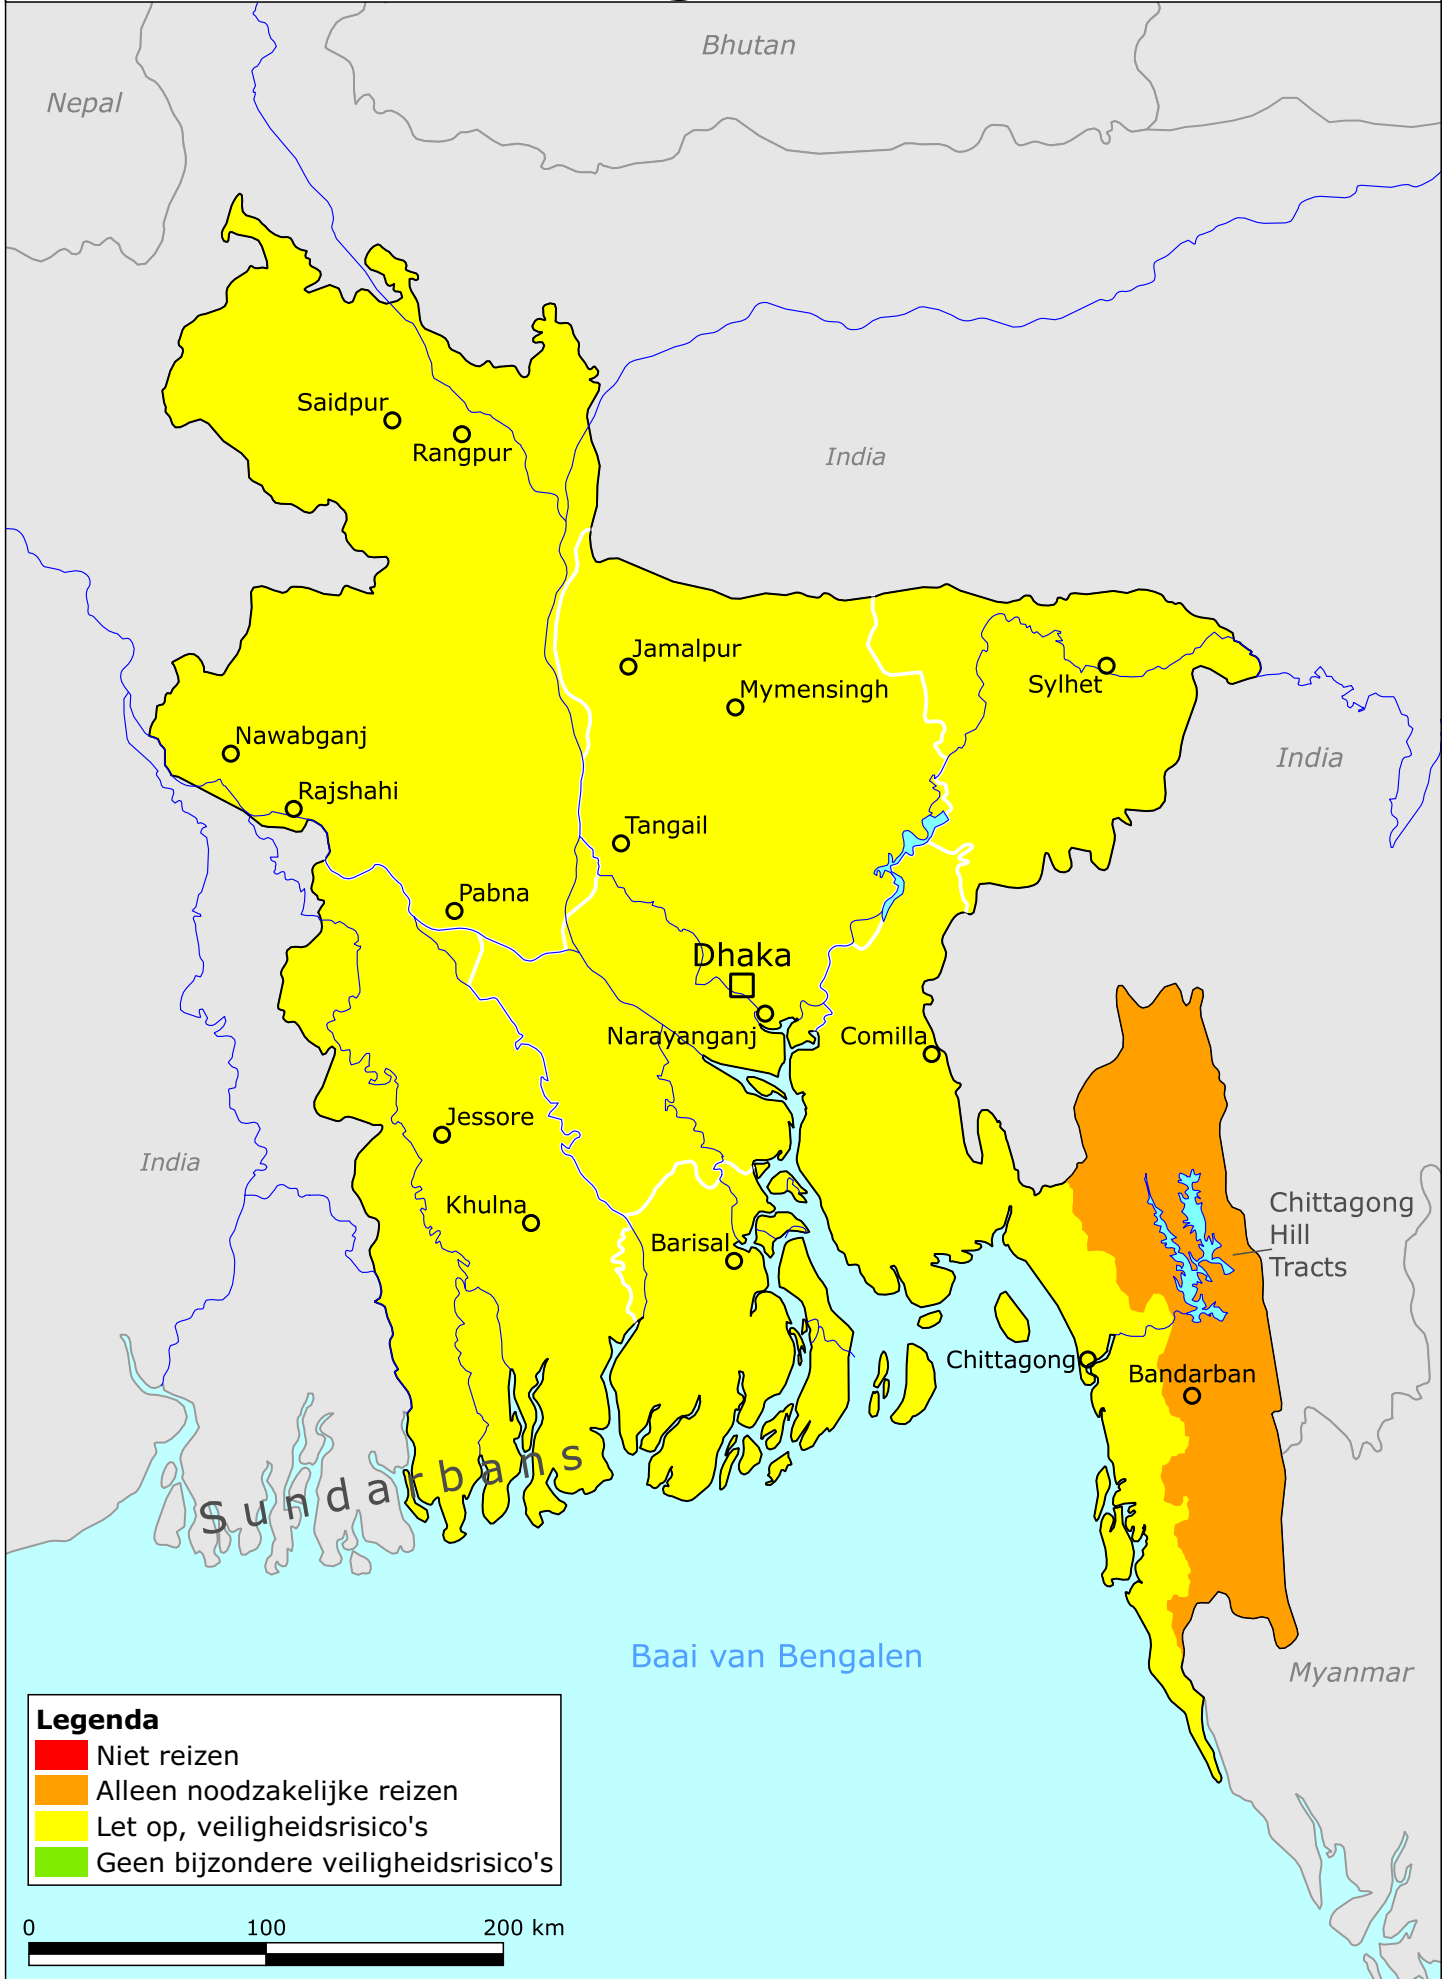 Bhutan
Nepal
Saidpur
Rangpur
India
Jamalpur
Mymensingh
Sylhet
Nawabganj
India
Rajshahi
Tangail
Pabna
Dhaka
Narayanganj
Comilla
Jessore
India
Khulna
Chittagong
Hill
Tracts
Barisal
Chittagong
Bandarban
Sundarbans
Baai van Bengalen
Myanmar
Legenda
Niet reizen
Alleen noodzakelijke reizen
Let op, veiligheidsrisico's
Geen bijzondere veiligheidsrisico's
0 100 200 km